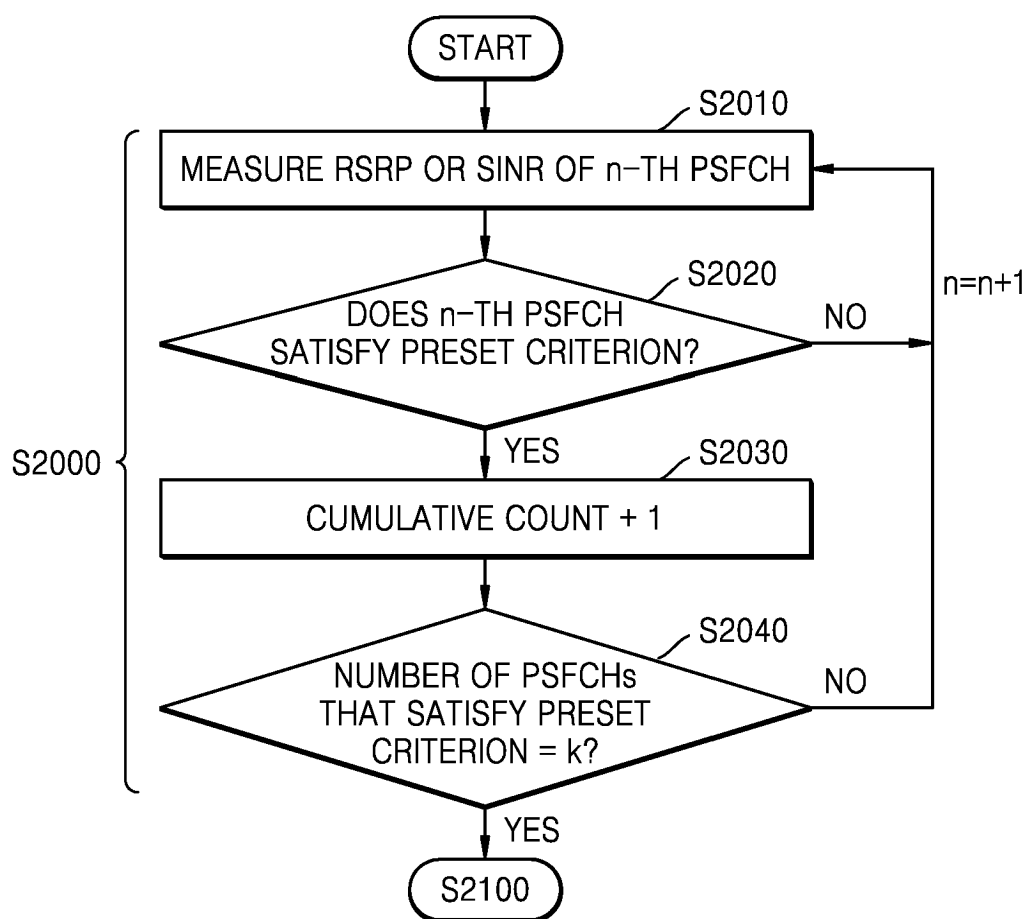 START
S2010
MEASURE RSRP OR SINR OF n-TH PSFCH
S2020
n=n+1
DOES n-TH PSFCH
SATISFY PRESET CRITERION?
NO
YES
S2000
S2030
CUMULATIVE COUNT + 1
S2040
NUMBER OF PSFCHs
THAT SATISFY PRESET
CRITERION = k?
NO
YES
S2100